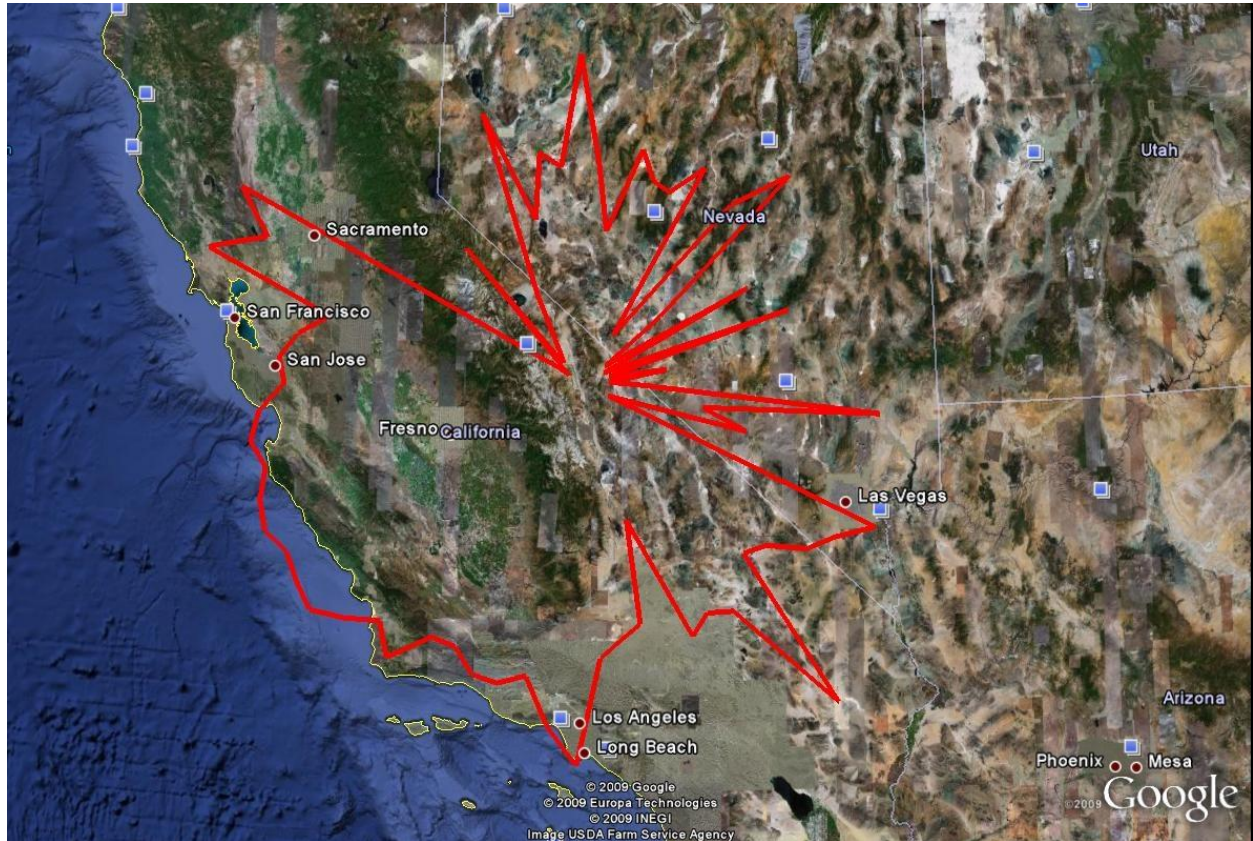 Utah
Nevada
Sacramento
San Francisco
San Jose
Fresno
California
Las Vegas
Arizona
Los Angeles
Long Beach
Phoenix
Mesa
© 2009 Google
© 2009 Europa Technologies
© 2009 INEGI
Image USDA Farm Service Agency
©2009 Google